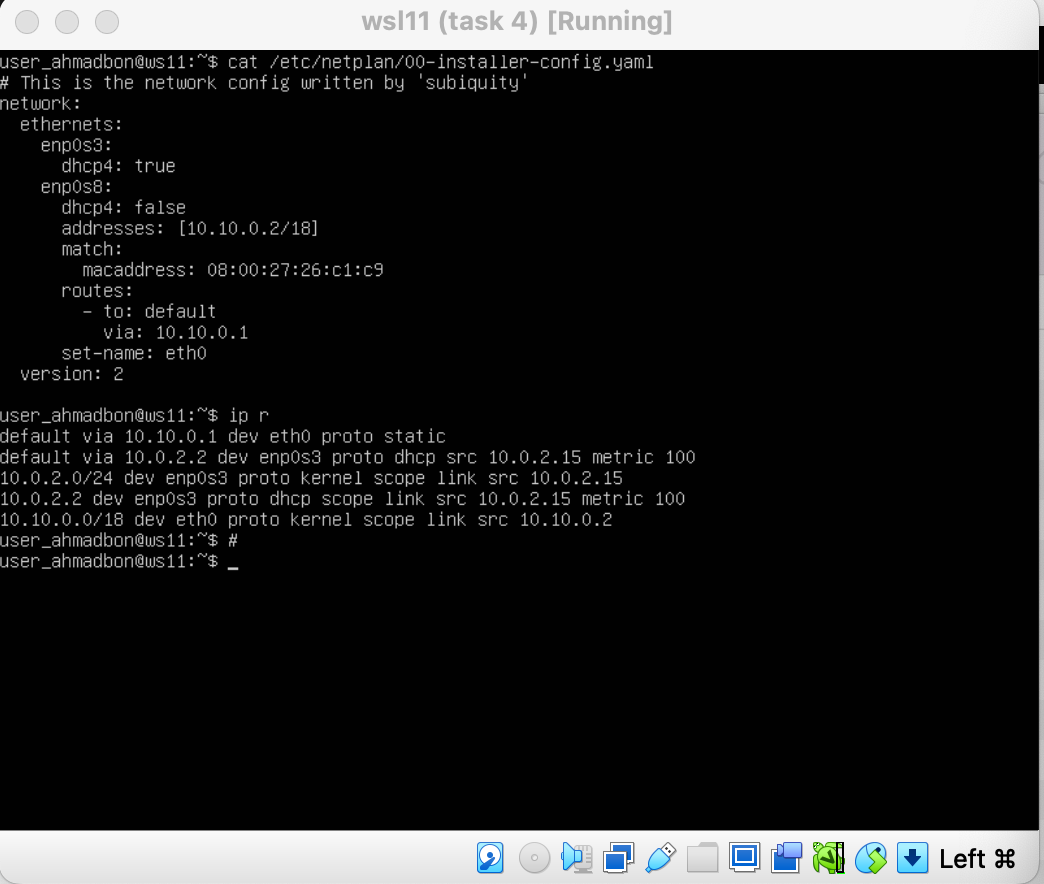 wsl11 (task 4) [Running]
user_ahmadbon@ws11:~$ cat /etc/netplan/00-installer-config.yaml
# This is the network config written by 'subiquity'
network:
  ethernets:
    enp0s3:
      dhcp4: true
    enp0s8:
      dhcp4: false
      addresses: [10.10.0.2/18]
      match:
        macaddress: 08:00:27:26:c1:c9
      routes:
        - to: default
          via: 10.10.0.1
      set-name: eth0
  version: 2
user_ahmadbon@ws11:~$ ip r
default via 10.10.0.1 dev eth0 proto static
default via 10.0.2.2 dev enp0s3 proto dhcp src 10.0.2.15 metric 100
10.0.2.0/24 dev enp0s3 proto kernel scope link src 10.0.2.15
10.0.2.2 dev enp0s3 proto dhcp scope link src 10.0.2.15 metric 100
10.10.0.0/18 dev eth0 proto kernel scope link src 10.10.0.2
user_ahmadbon@ws11:~$ #
user_ahmadbon@ws11:~$ _
Left ⌘